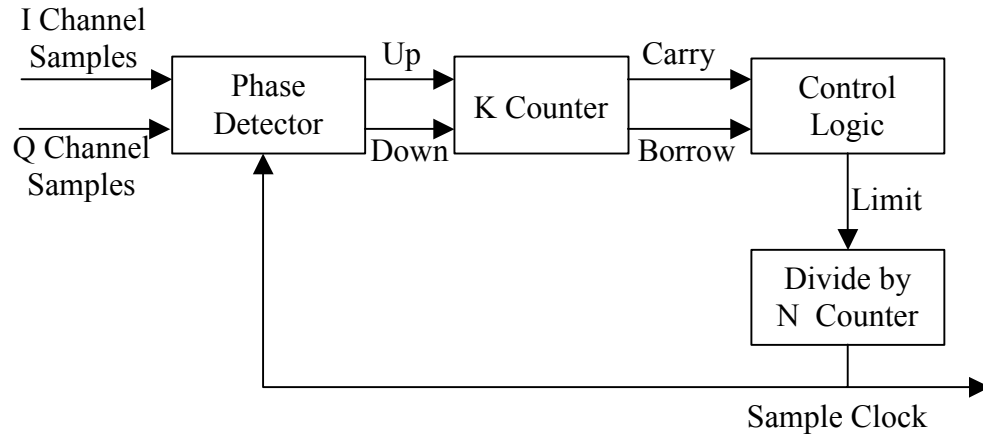 I Channel
Samples
Q Channel
Samples
Phase
Detector
Up
Down
K Counter
Carry
Borrow
Control
Logic
Limit
Divide by
N Counter
Sample Clock